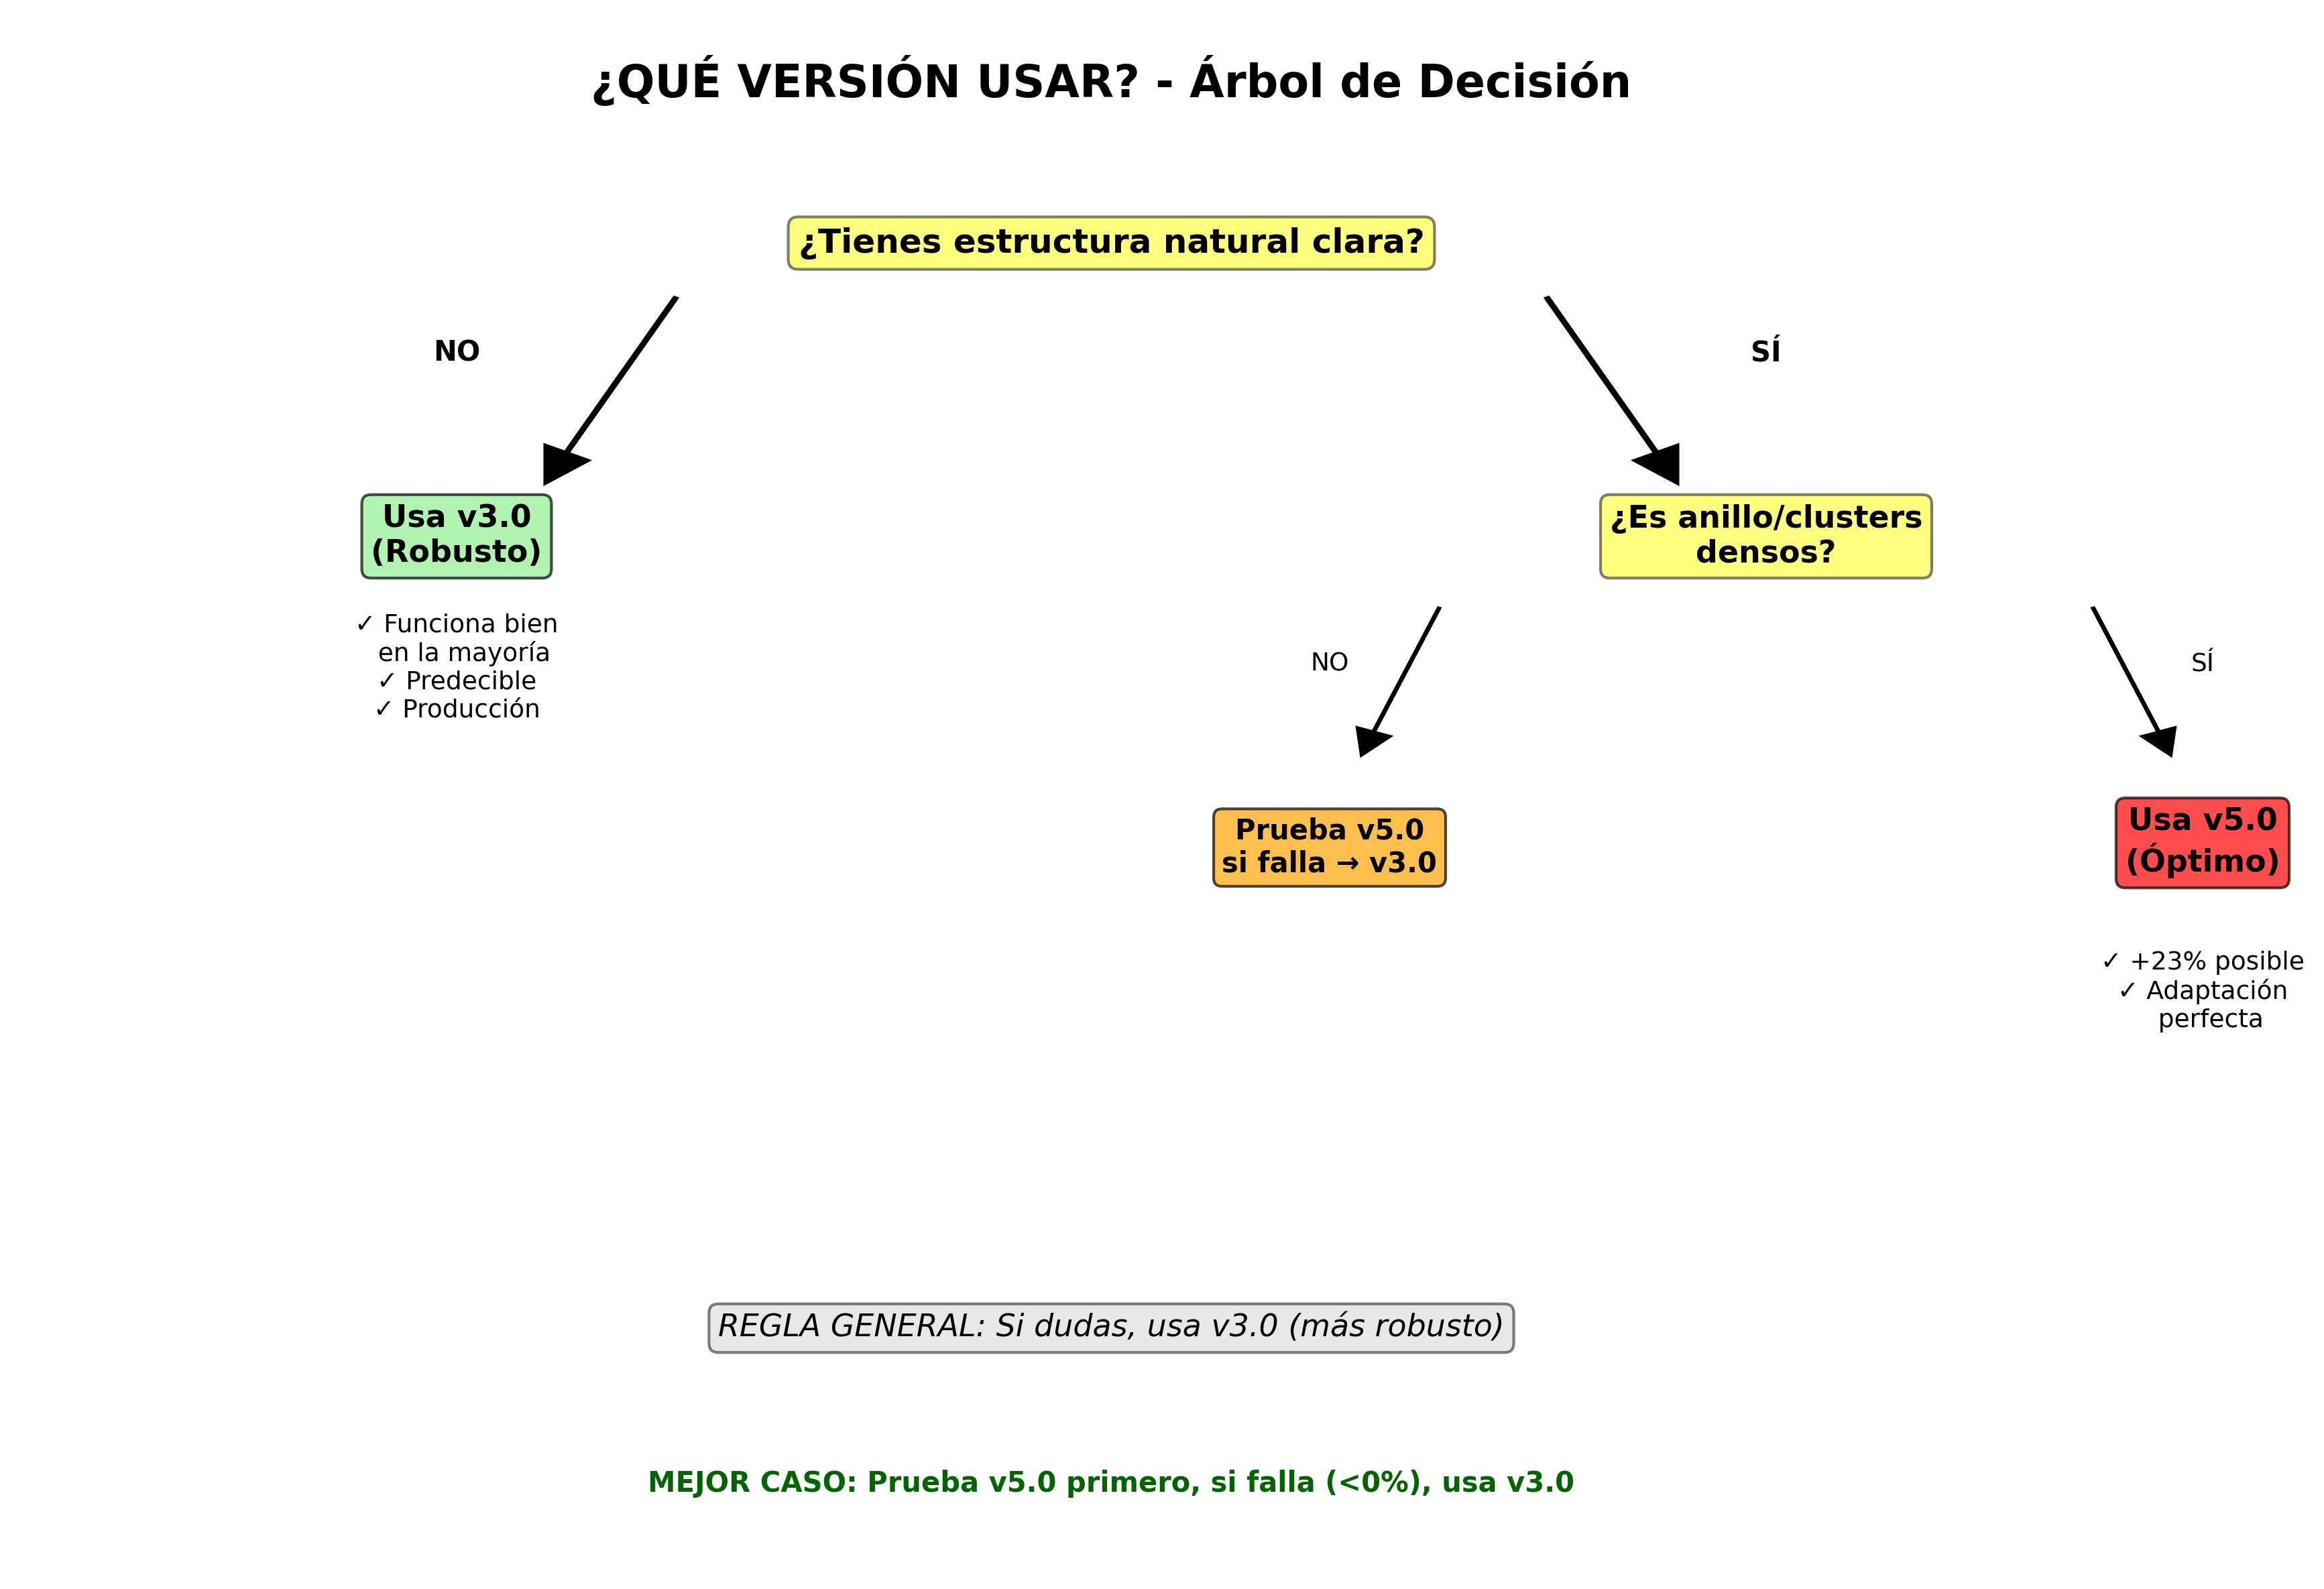 ¿QUÉ VERSIÓN USAR? - Árbol de Decisión
¿Tienes estructura natural clara?
NO
SÍ
Usa v3.0
(Robusto)
✓ Funciona bien
en la mayoría
✓ Predecible
✓ Producción
¿Es anillo/clusters
densos?
NO
SÍ
Prueba v5.0
si falla → v3.0
Usa v5.0
(Óptimo)
✓ +23% posible
✓ Adaptación
perfecta
REGLA GENERAL: Si dudas, usa v3.0 (más robusto)
MEJOR CASO: Prueba v5.0 primero, si falla (<0%), usa v3.0